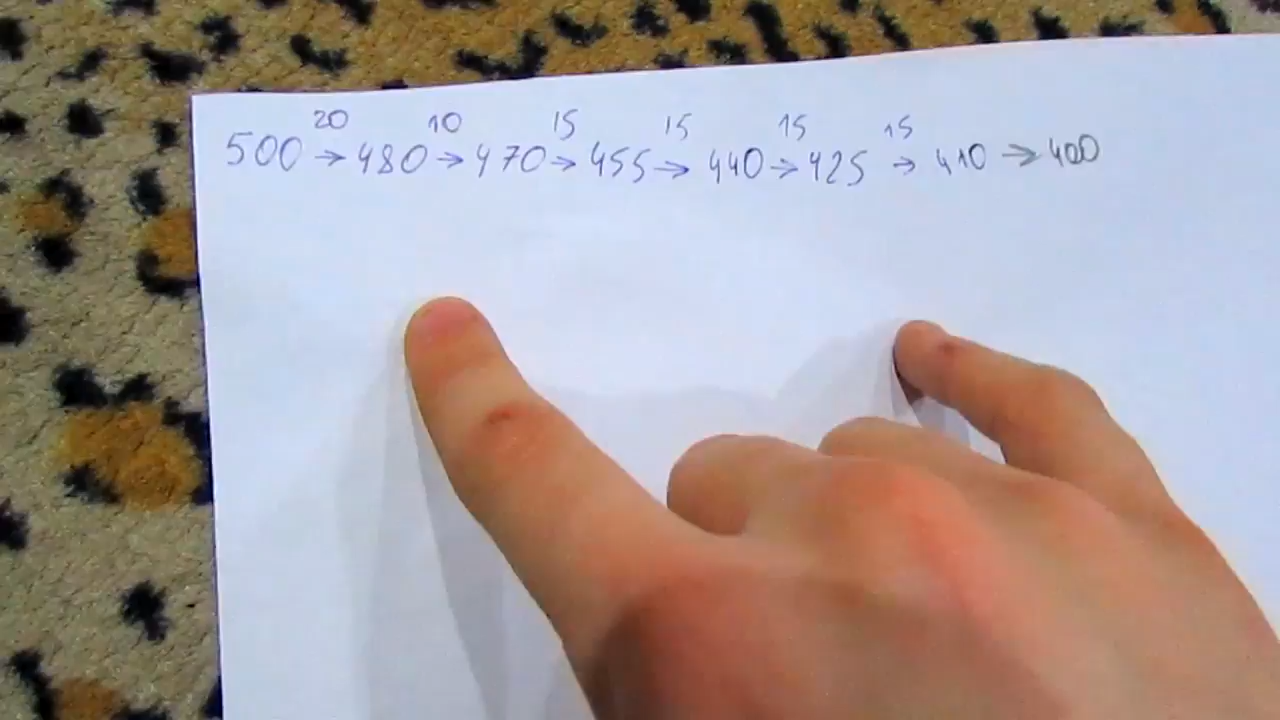 20 10 15 15 15 15
500 → 480 → 470 → 455 → 440 → 425 → 410 → 400